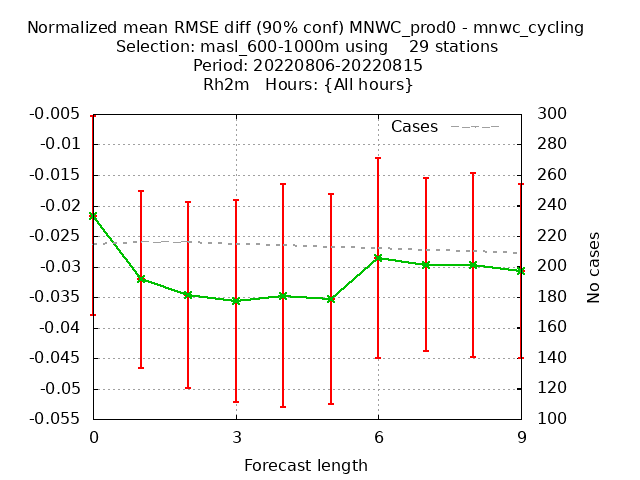 Normalized mean RMSE diff (90% conf) MNWC_prod0 - mnwc_cycling
Selection: masl_600-1000m using 29 stations
Period: 20220806-20220815
Rh2m Hours: {All hours}
-0.005 300
Cases
-0.01 280
-0.015 260
-0.02 240
-0.025 220
-0.03 200
-0.035 180
-0.04 160
-0.045 140
-0.05 120
-0.055 100
No cases
0 3 6 9
Forecast length